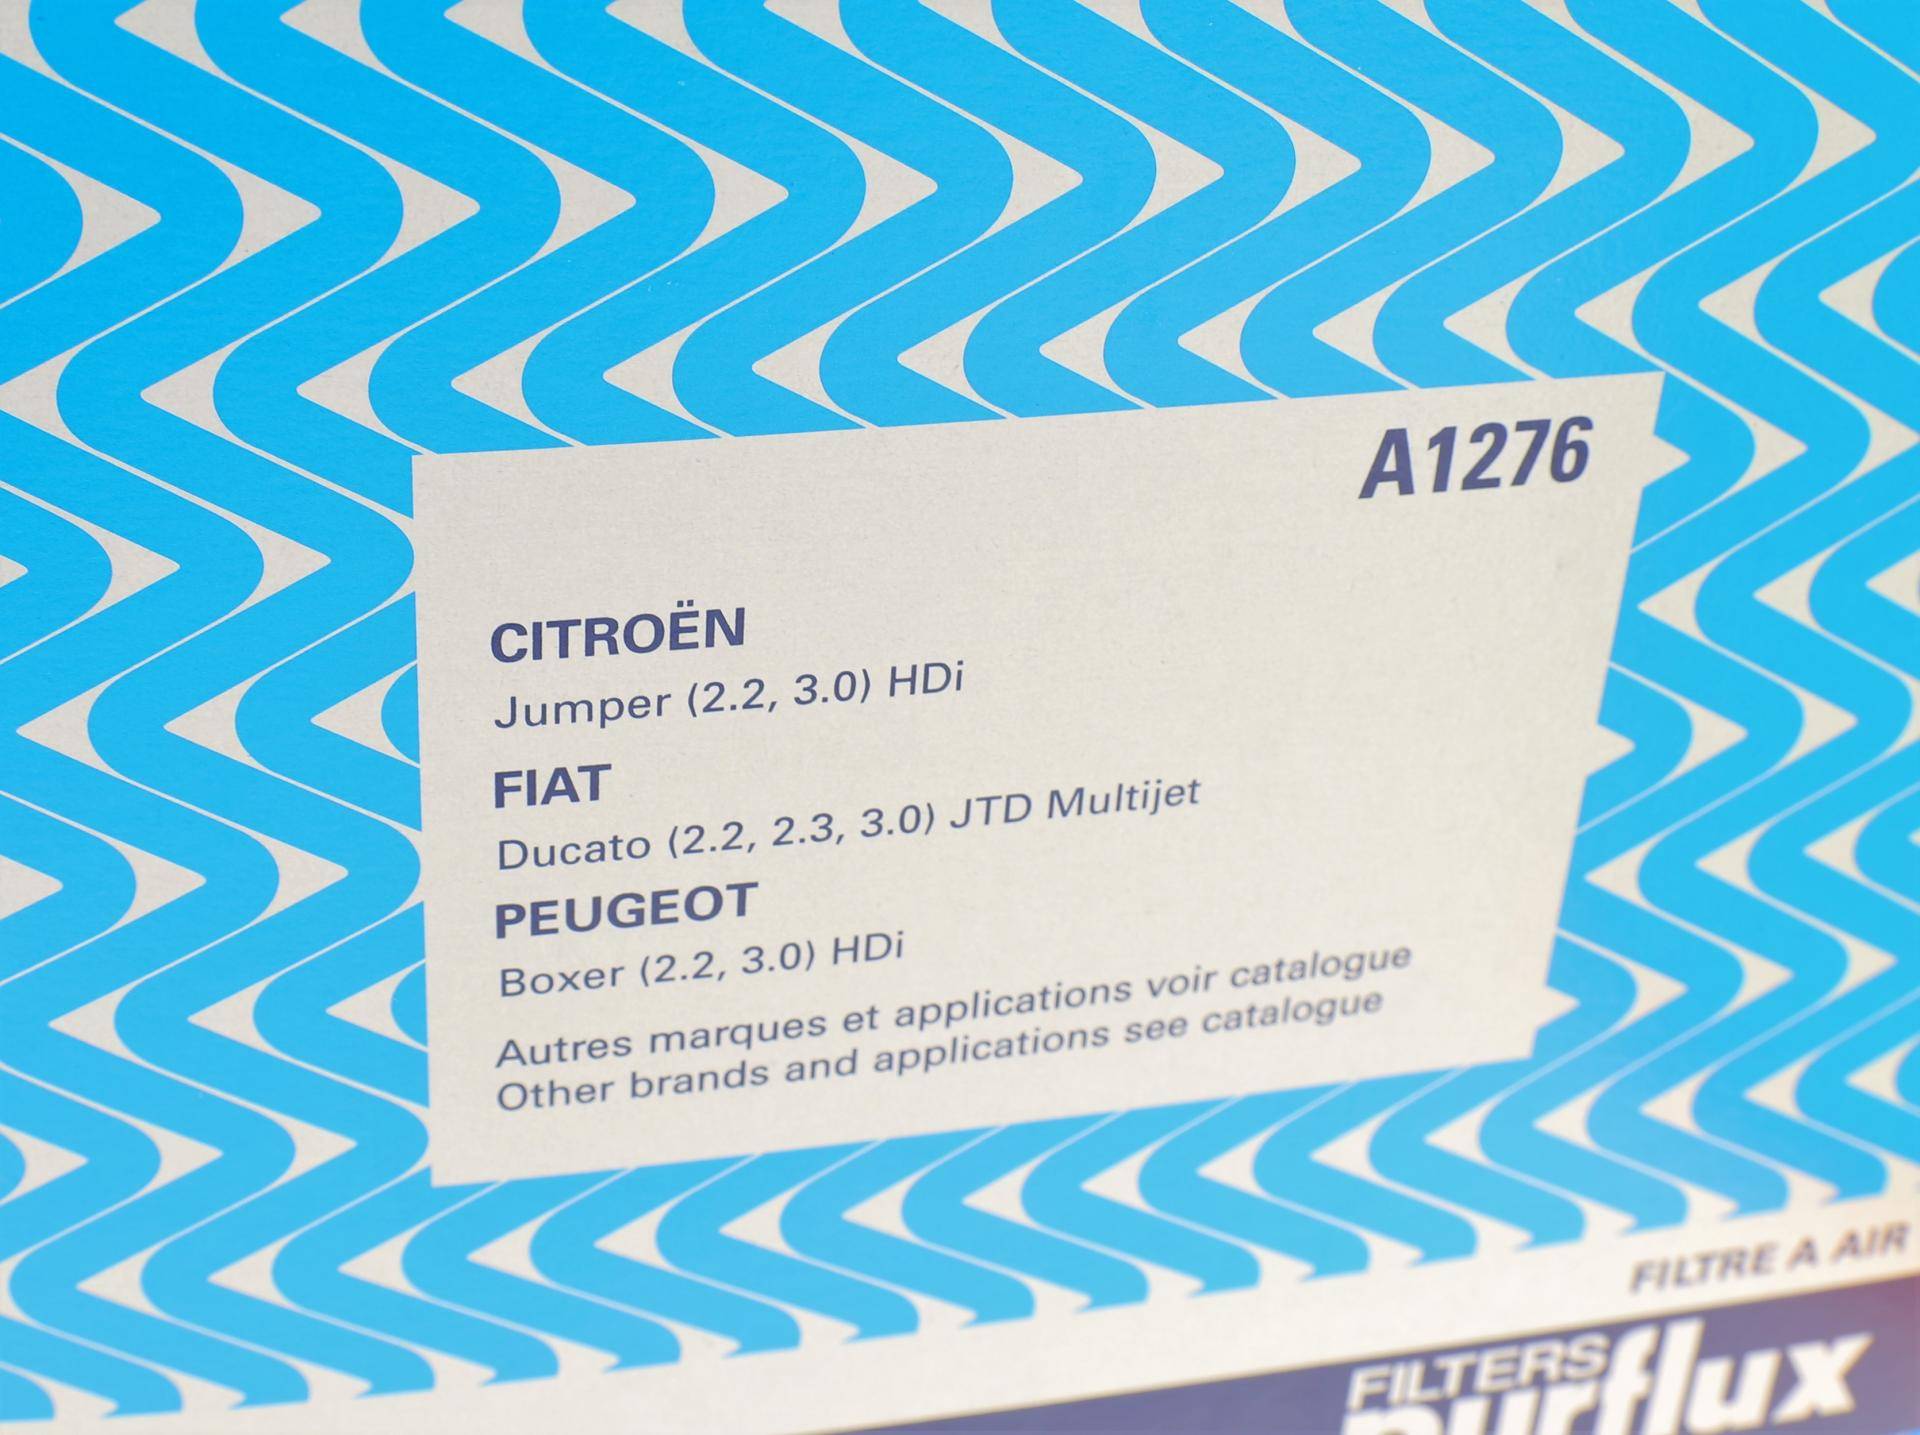 A1276
CITROËN
Jumper (2.2, 3.0) HDi
FIAT
Ducato (2.2, 2.3, 3.0) JTD Multijet
PEUGEOT
Boxer (2.2, 3.0) HDi
Autres marques et applications voir catalogue
Other brands and applications see catalogue
FILTRE A AIR
FILTERS
purflux